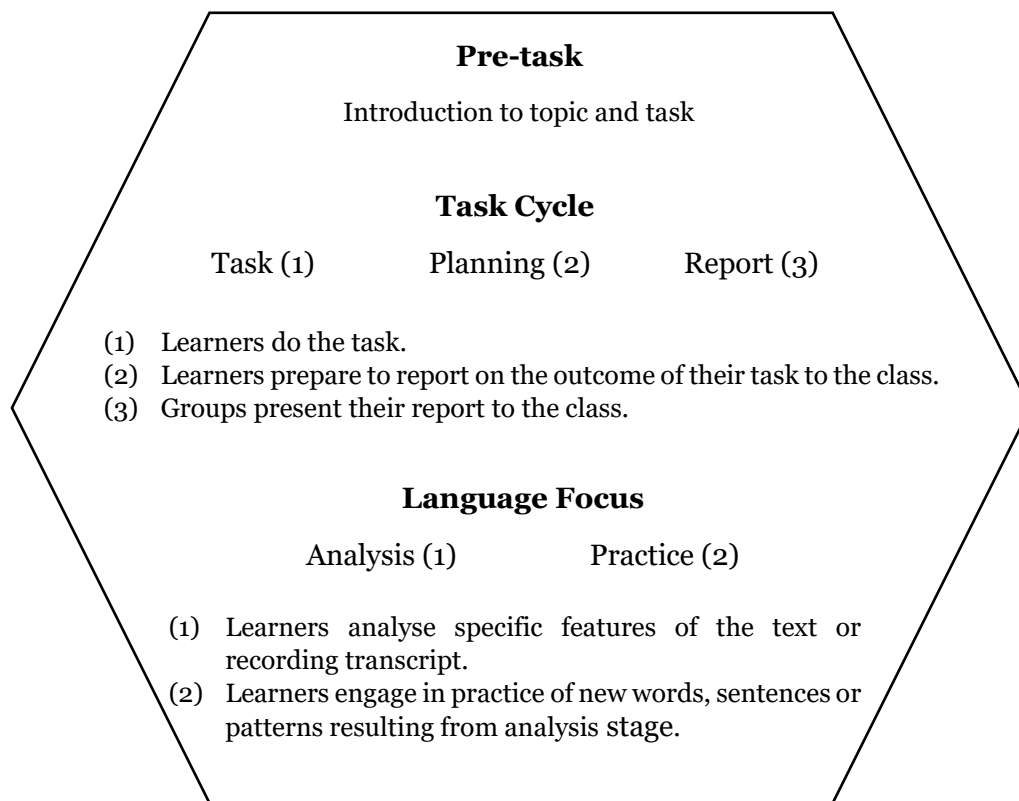 Pre-task
Introduction to topic and task
Task Cycle
Task (1) Planning (2) Report (3)
(1) Learners do the task.
(2) Learners prepare to report on the outcome of their task to the class.
(3) Groups present their report to the class.
Language Focus
Analysis (1) Practice (2)
(1) Learners analyse specific features of the text or
recording transcript.
(2) Learners engage in practice of new words, sentences or
patterns resulting from analysis stage.